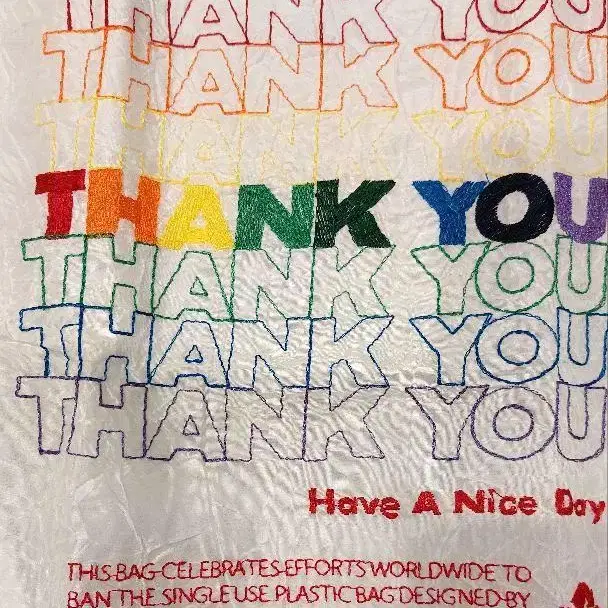 THANK YOU
THANK YOU
THANK YOU
THANK YOU
THANK YOU
THANK YOU
THANK YOU
Have A Nice Day
THIS BAG CELEBRATES EFFORTS WORLDWIDE TO
BAN THE SINGLE USE PLASTIC BAG DESIGNED BY